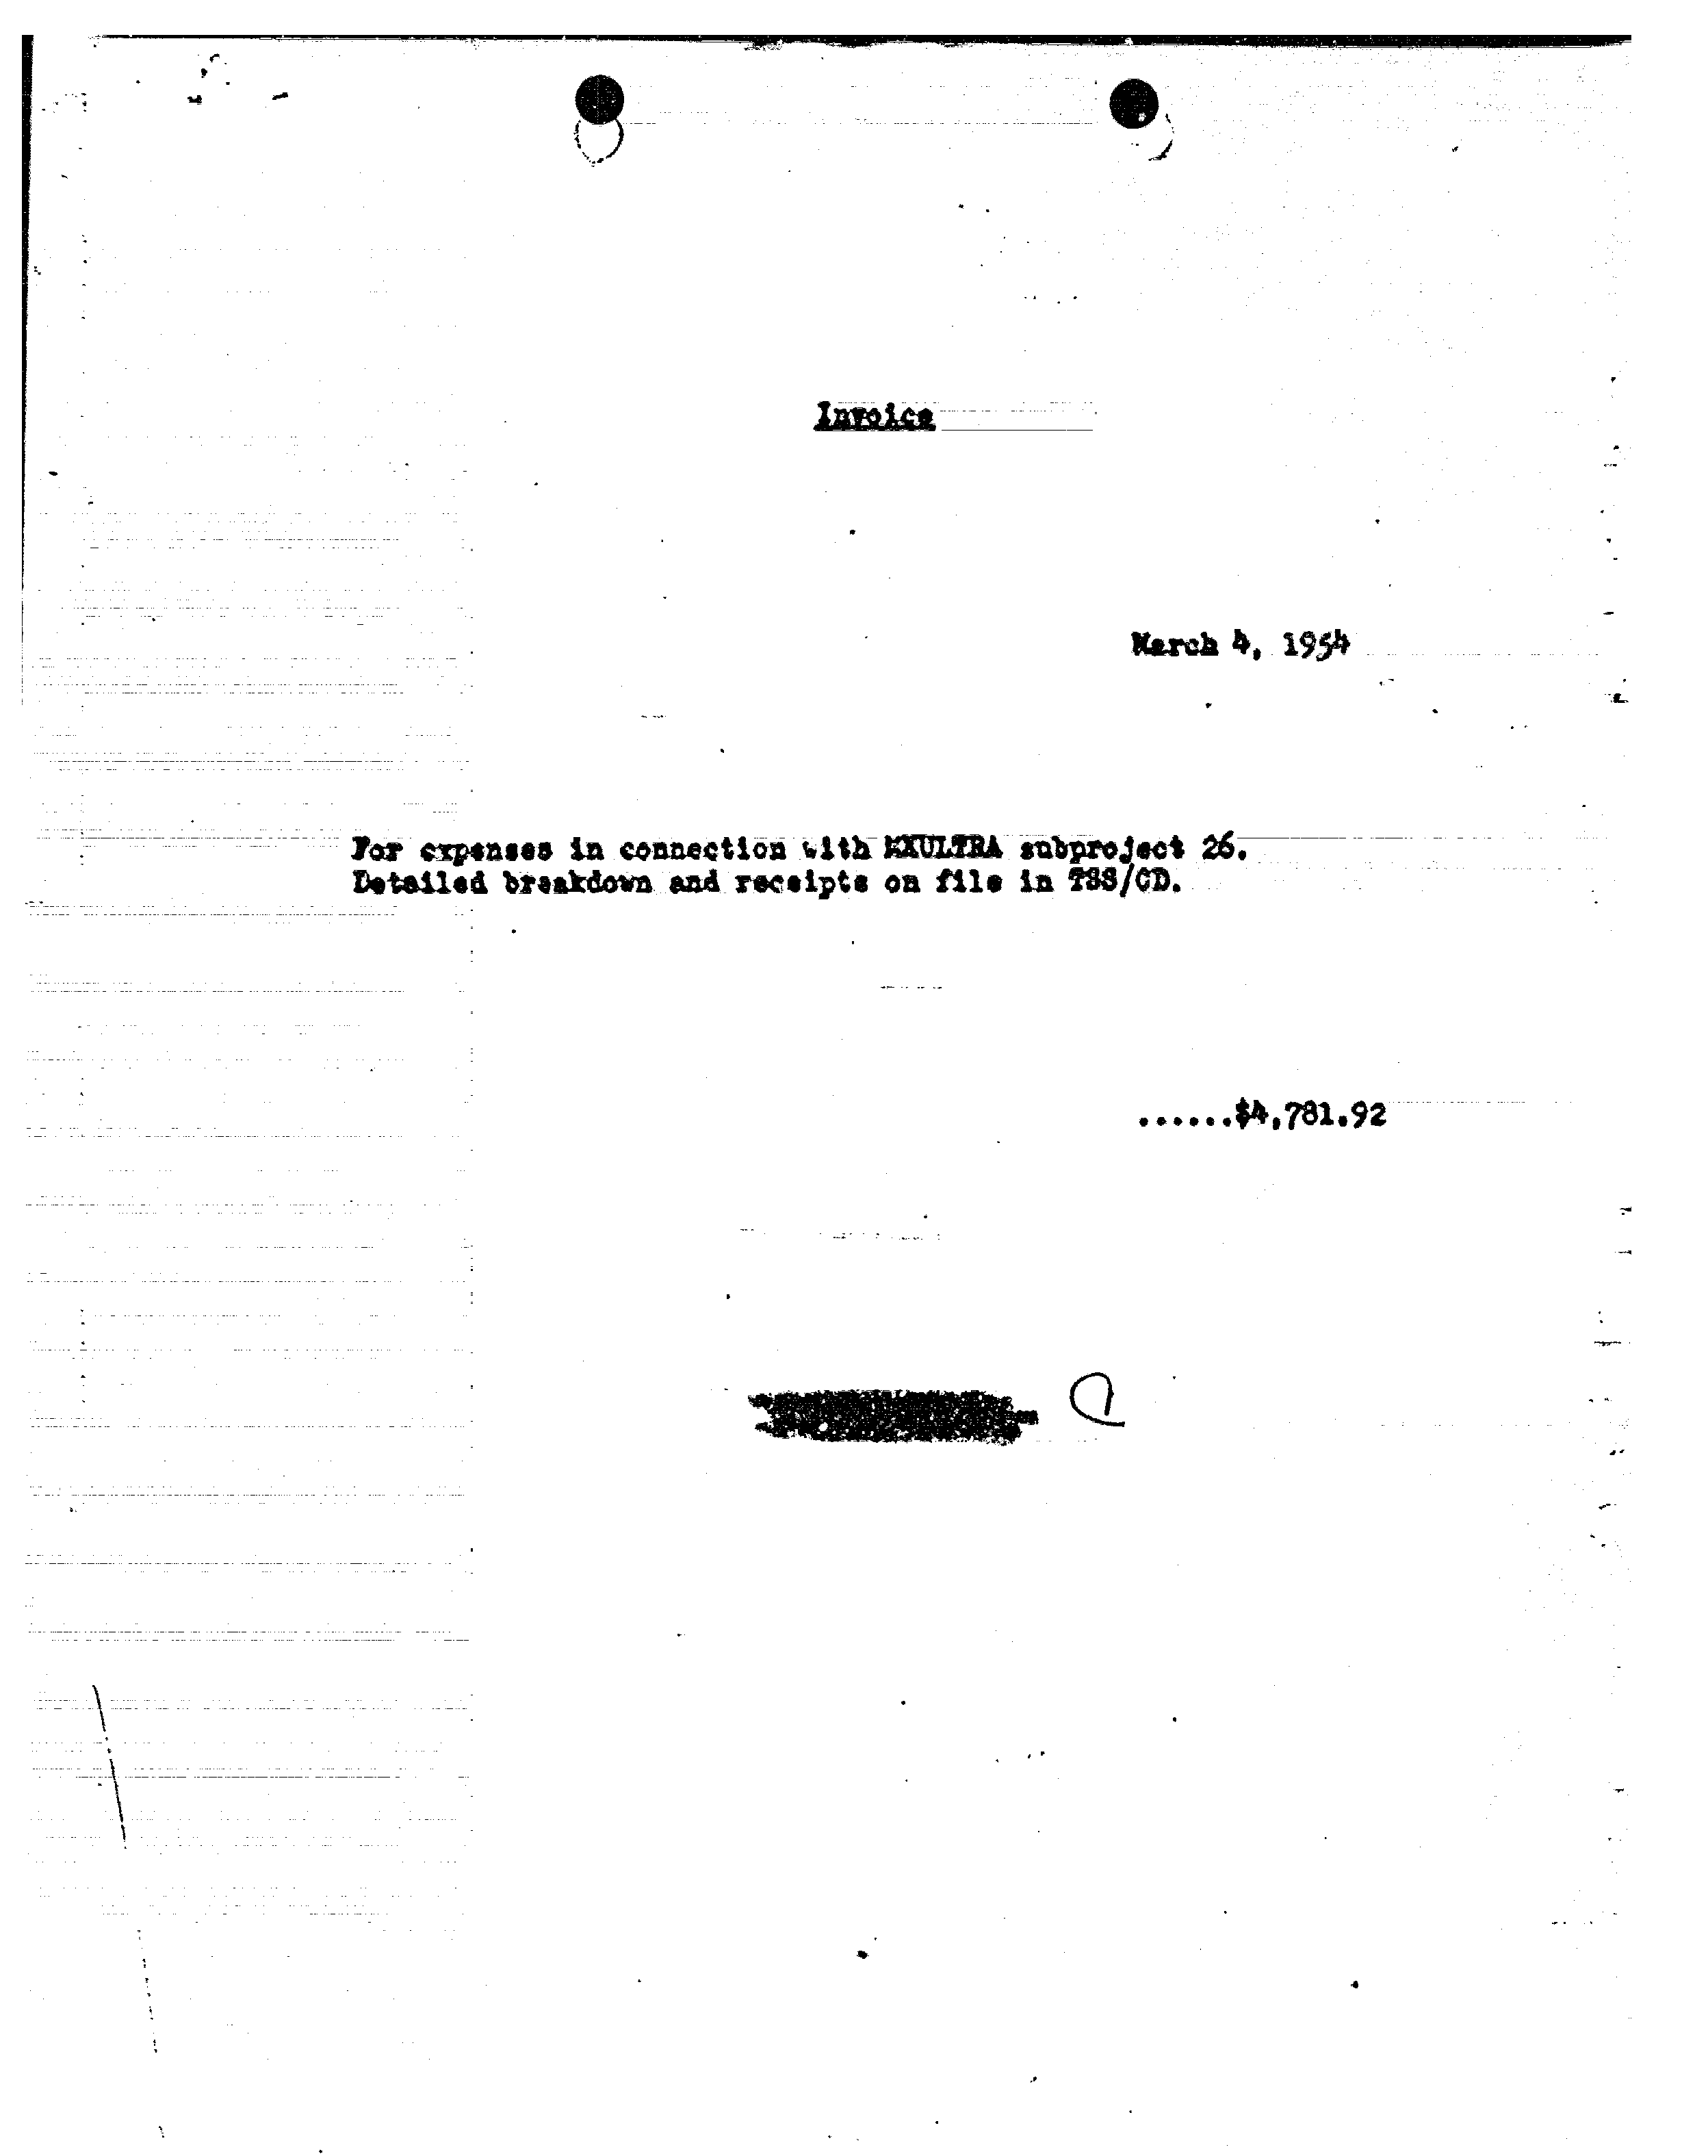 Invoice
March 4, 1954
For expenses in connection with MKULTRA subproject 26.
Detailed breakdown and receipts on file in TSS/CD.
......$4,781.92